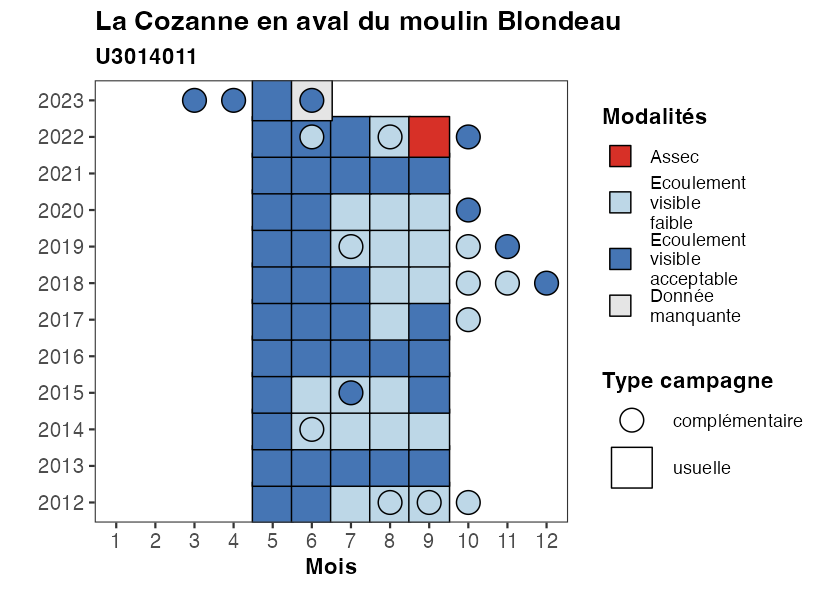 La Cozanne en aval du moulin Blondeau
U3014011
2023
2022
2021
2020
2019
2018
2017
2016
2015
2014
2013
2012
1 2 3 4 5 6 7 8 9 10 11 12
Mois
Modalités
Assec
Ecoulement
visible
faible
Ecoulement
visible
acceptable
Donnée
manquante
Type campagne
complémentaire
usuelle